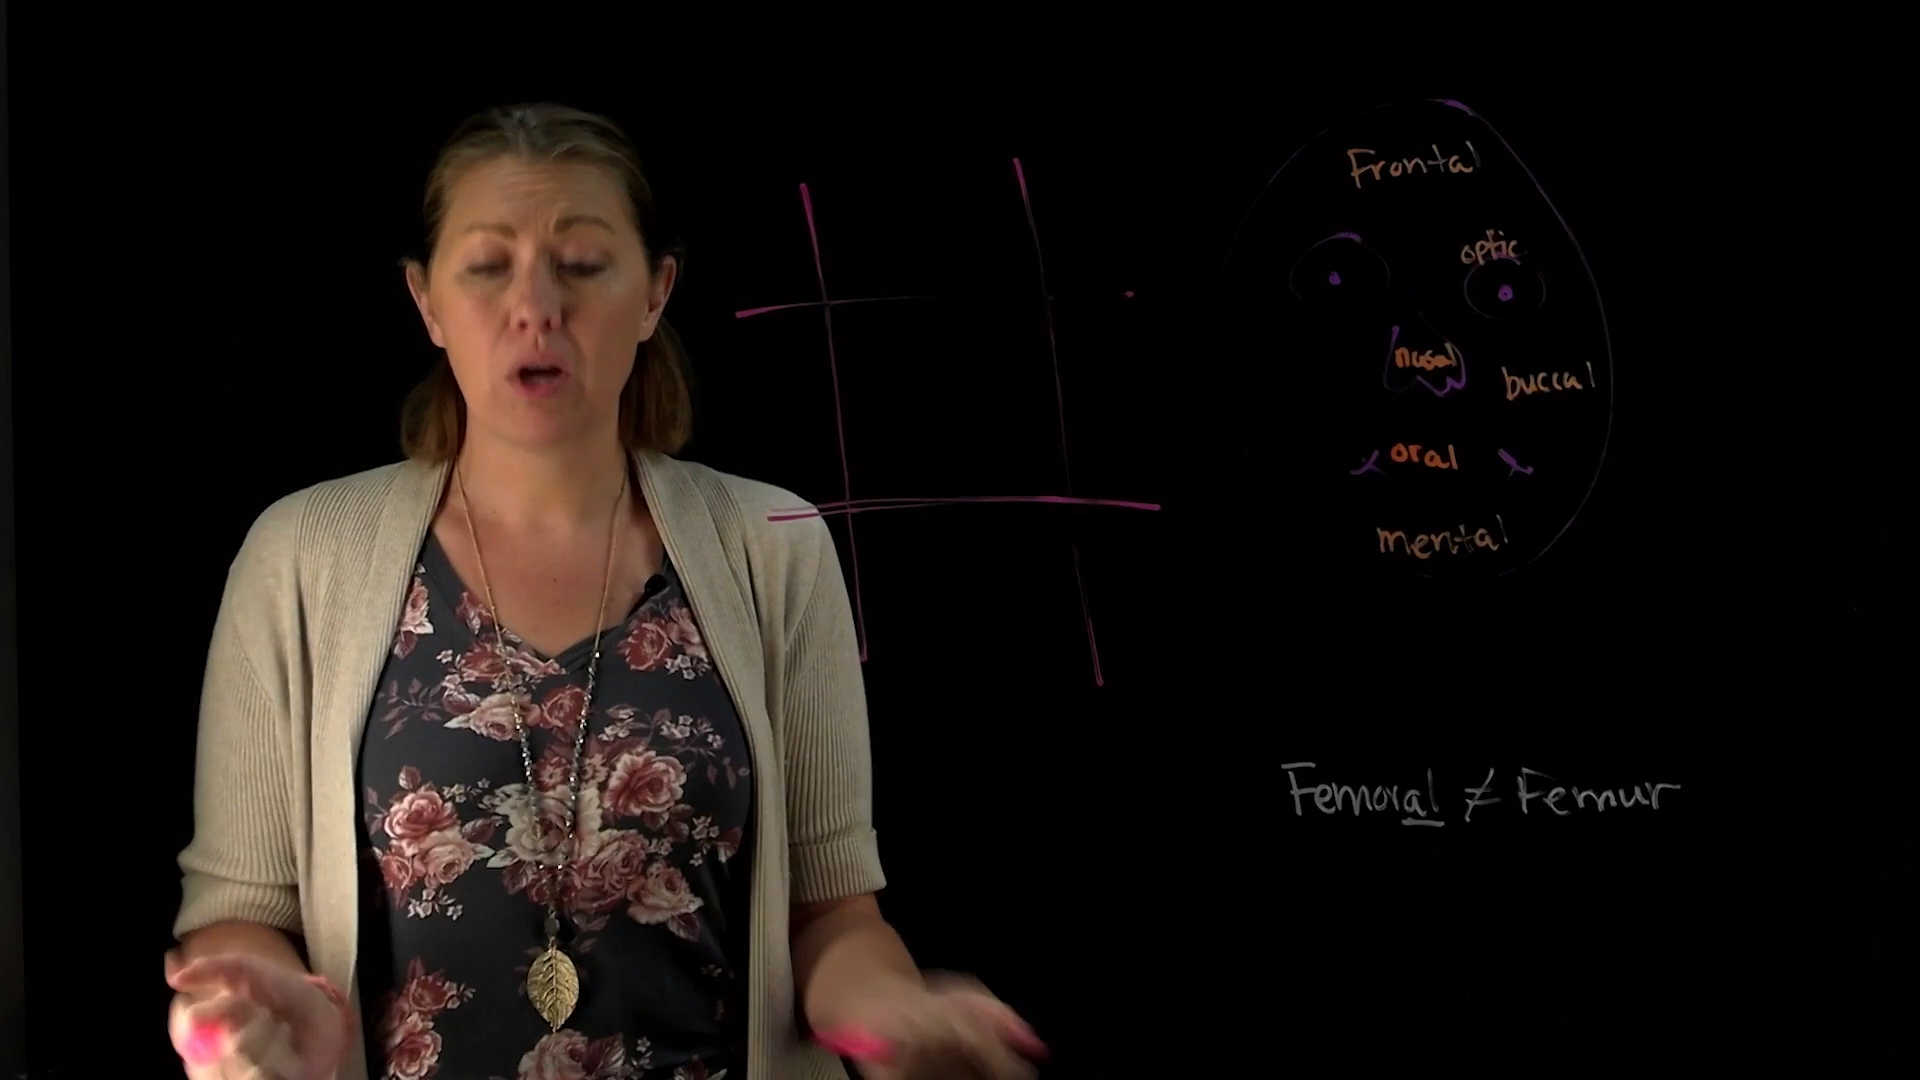 Frontal
optic
nasal
buccal
oral
mental
Femoral ≠ Femur